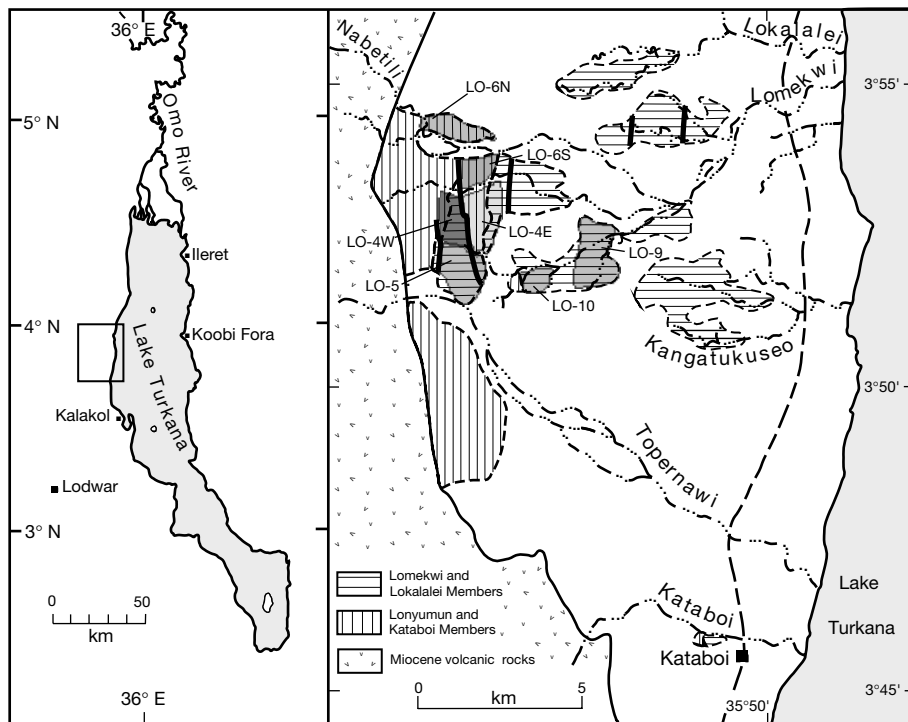 36° E
5° N
Omo River
Ileret
4° N
Koobi Fora
Lake Turkana
Kalakol
Lodwar
3° N
0 50
km
36° E
Nabetili
Lokalalei
3°55'
Lomekwi
LO-6N
LO-6S
LO-4W
LO-4E
LO-9
LO-5
LO-10
Kangatukuseo
3°50'
Topernawi
Lomekwi and
Lokalalei Members
Lonyumun and
Kataboi Members
Miocene volcanic rocks
Lake
Turkana
Kataboi
Kataboi
0 5
km
3°45'
35°50'